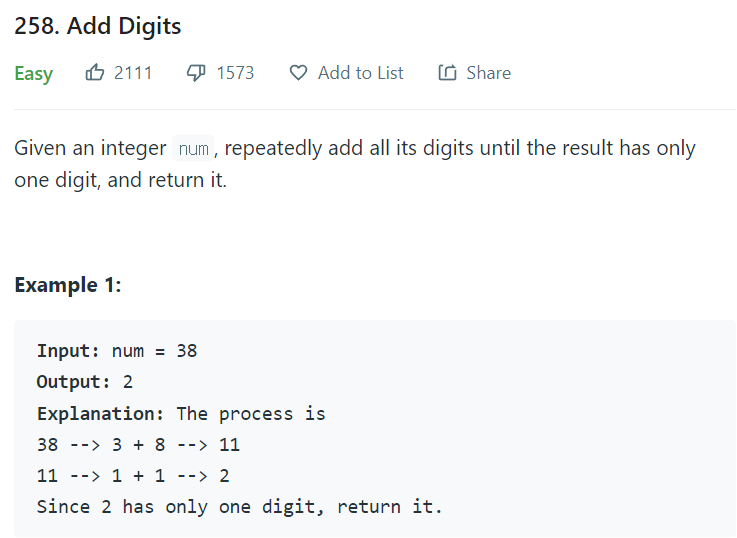 258. Add Digits
Easy 2111 1573 Add to List Share
Given an integer num, repeatedly add all its digits until the result has only
one digit, and return it.
Example 1:
Input: num = 38
Output: 2
Explanation: The process is
38 --> 3 + 8 --> 11
11 --> 1 + 1 --> 2
Since 2 has only one digit, return it.